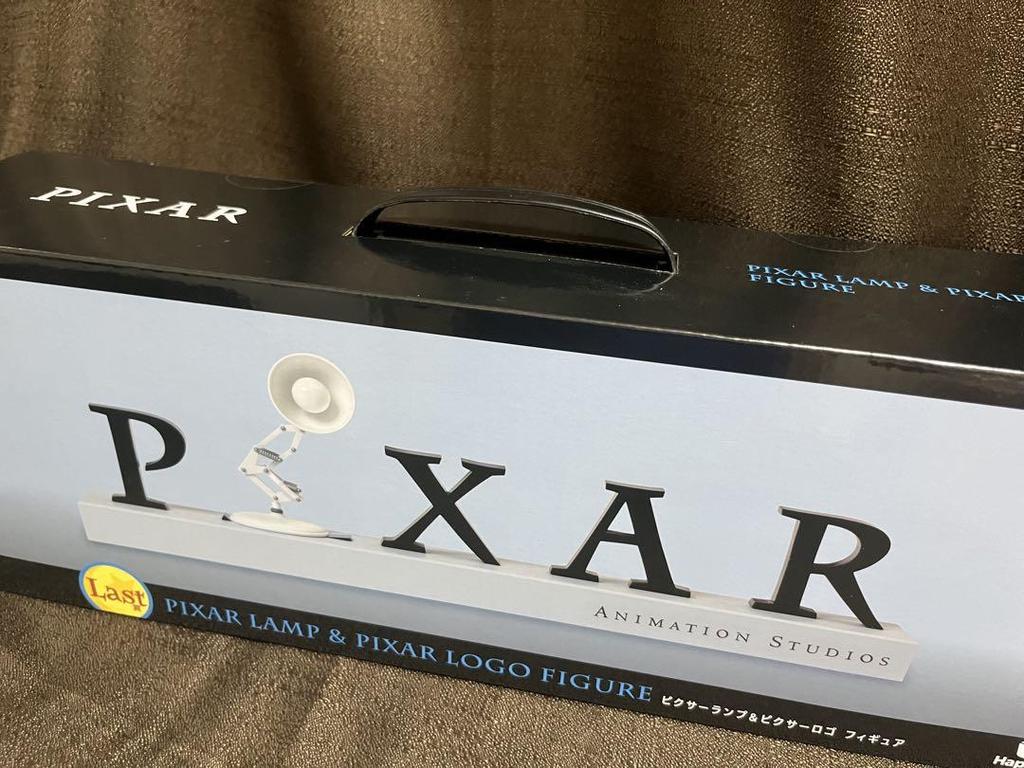 PIXAR
PIXAR LAMP & PIXAR
FIGURE
P XAR
ANIMATION STUDIOS
Last
PIXAR LAMP & PIXAR LOGO FIGURE ピクサーランプ&ピクサーロゴ フィギュア